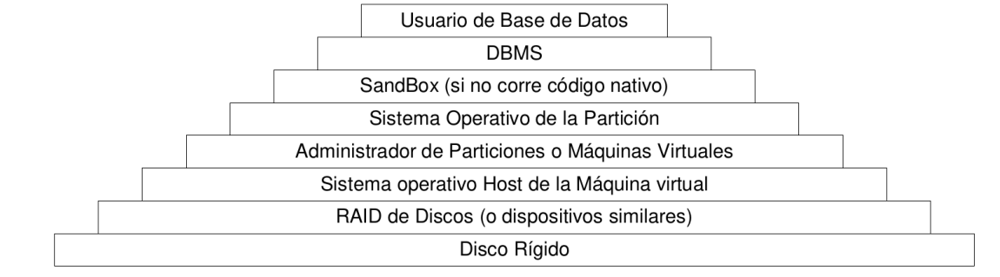 Usuario de Base de Datos
DBMS
SandBox (si no corre código nativo)
Sistema Operativo de la Partición
Administrador de Particiones o Máquinas Virtuales
Sistema operativo Host de la Máquina virtual
RAID de Discos (o dispositivos similares)
Disco Rígido